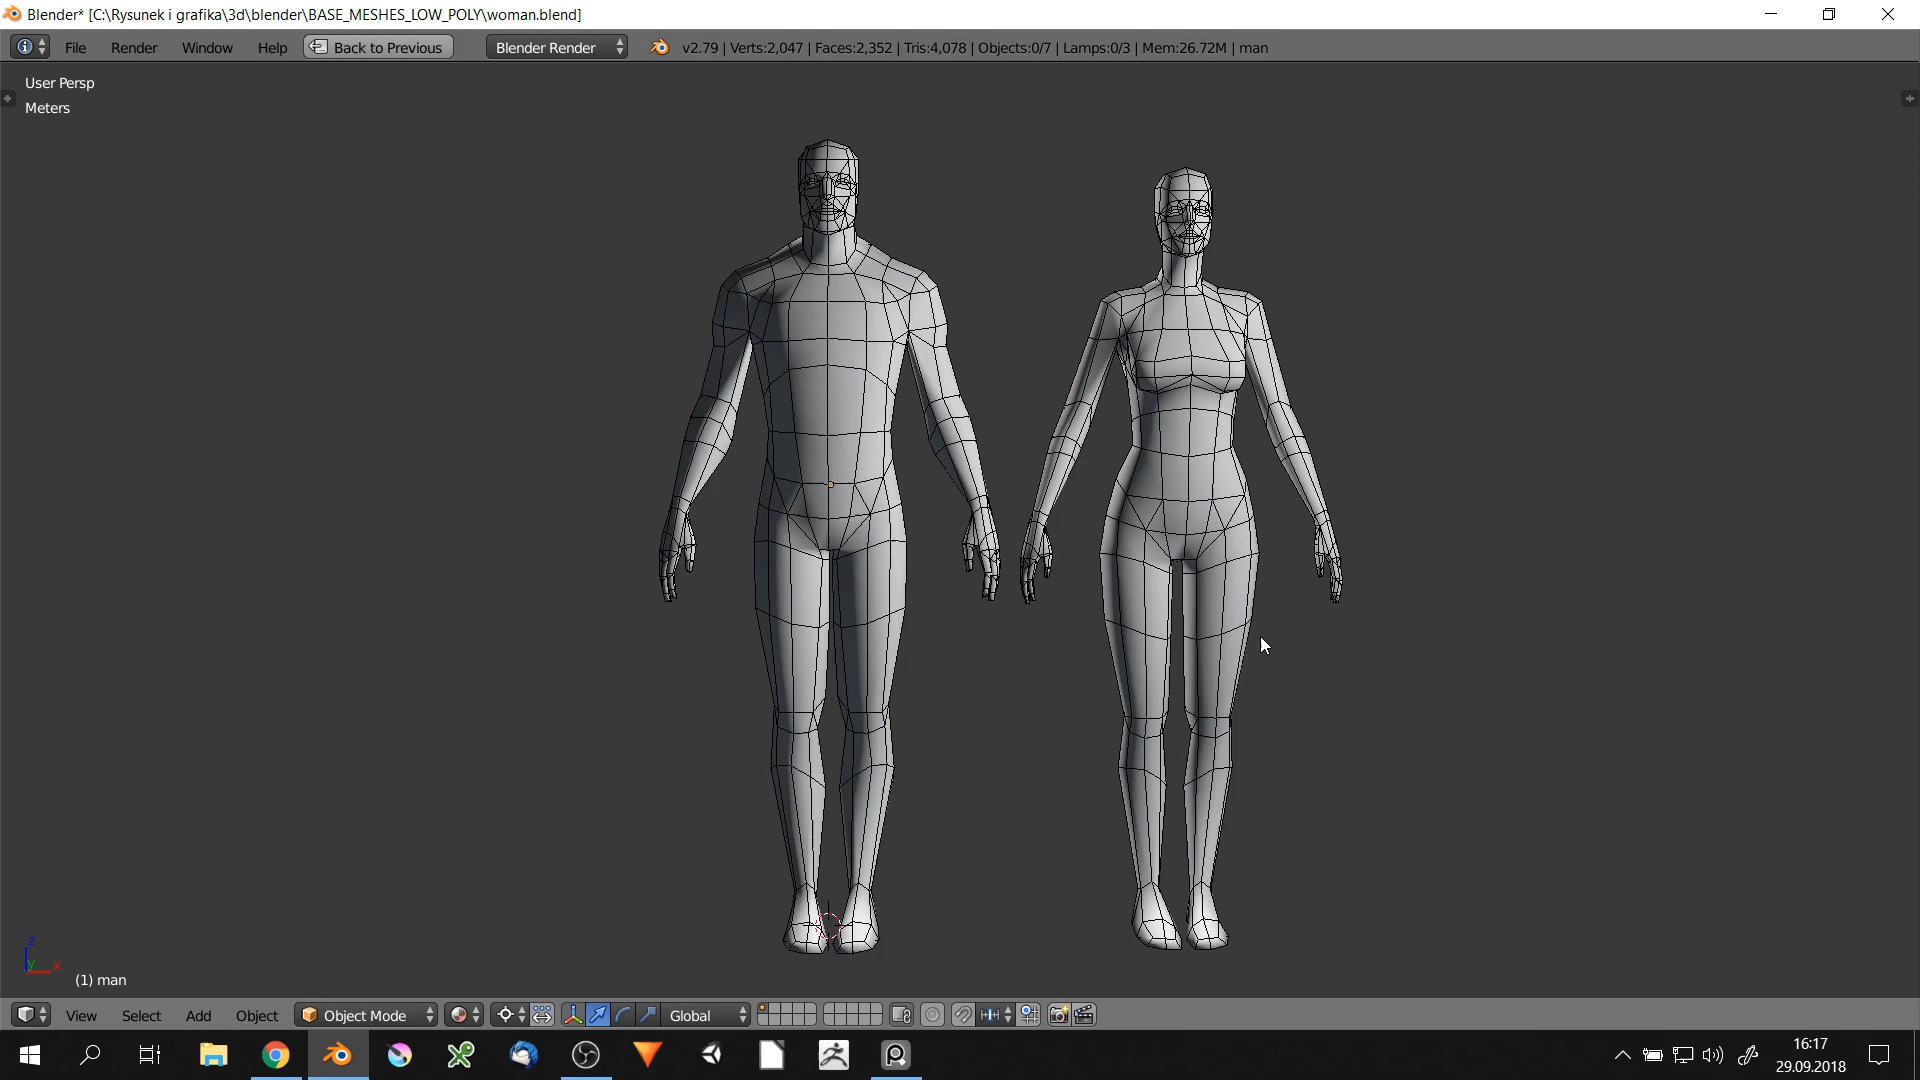 Blender* [C:\Rysunek i grafika\3d\blender\BASE_MESHES_LOW_POLY\woman.blend]
File Render Window Help Back to Previous Blender Render v2.79 | Verts:2,047 | Faces:2,352 | Tris:4,078 | Objects:0/7 | Lamps:0/3 | Mem:26.72M | man
User Persp
Meters
z
y x
(1) man
View Select Add Object Object Mode Global
16:17
29.09.2018